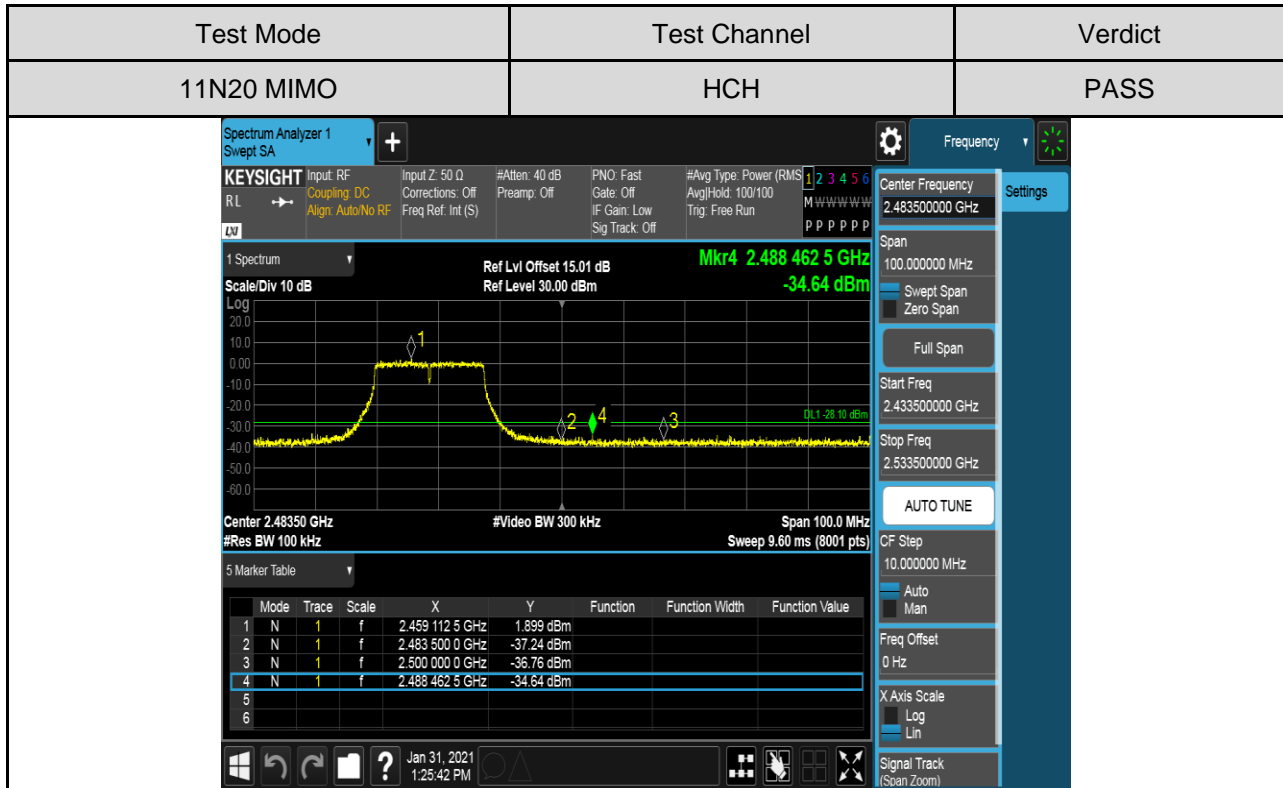 Test Mode Test Channel Verdict
11N20 MIMO HCH PASS
Spectrum Analyzer 1
Swept SA
+
Frequency
KEYSIGHT
RL
LXI
Input: RF
Coupling: DC
Align: Auto/No RF
Input Z: 50 Ω
Corrections: Off
Freq Ref: Int (S)
#Atten: 40 dB
Preamp: Off
PNO: Fast
Gate: Off
IF Gain: Low
Sig Track: Off
#Avg Type: Power (RMS
Avg|Hold: 100/100
Trig: Free Run
1 2 3 4 5 6
M W W W W W
P P P P P P
1 Spectrum
Scale/Div 10 dB
Ref Lvl Offset 15.01 dB
Ref Level 30.00 dBm
Mkr4 2.488 462 5 GHz
-34.64 dBm
Log
20.0
10.0
0.00
-10.0
-20.0
-30.0
-40.0
-50.0
-60.0
1
2
4
3
DL1 -28.10 dBm
Center 2.48350 GHz
#Res BW 100 kHz
#Video BW 300 kHz
Span 100.0 MHz
Sweep 9.60 ms (8001 pts)
5 Marker Table
Mode Trace Scale X Y Function Function Width Function Value
1 N 1 f 2.459 112 5 GHz 1.899 dBm
2 N 1 f 2.483 500 0 GHz -37.24 dBm
3 N 1 f 2.500 000 0 GHz -36.76 dBm
4 N 1 f 2.488 462 5 GHz -34.64 dBm
5
6
?
Jan 31, 2021
1:25:42 PM
Center Frequency
2.483500000 GHz
Settings
Span
100.000000 MHz
Swept Span
Zero Span
Full Span
Start Freq
2.433500000 GHz
Stop Freq
2.533500000 GHz
AUTO TUNE
CF Step
10.000000 MHz
Auto
Man
Freq Offset
0 Hz
X Axis Scale
Log
Lin
Signal Track
(Span Zoom)